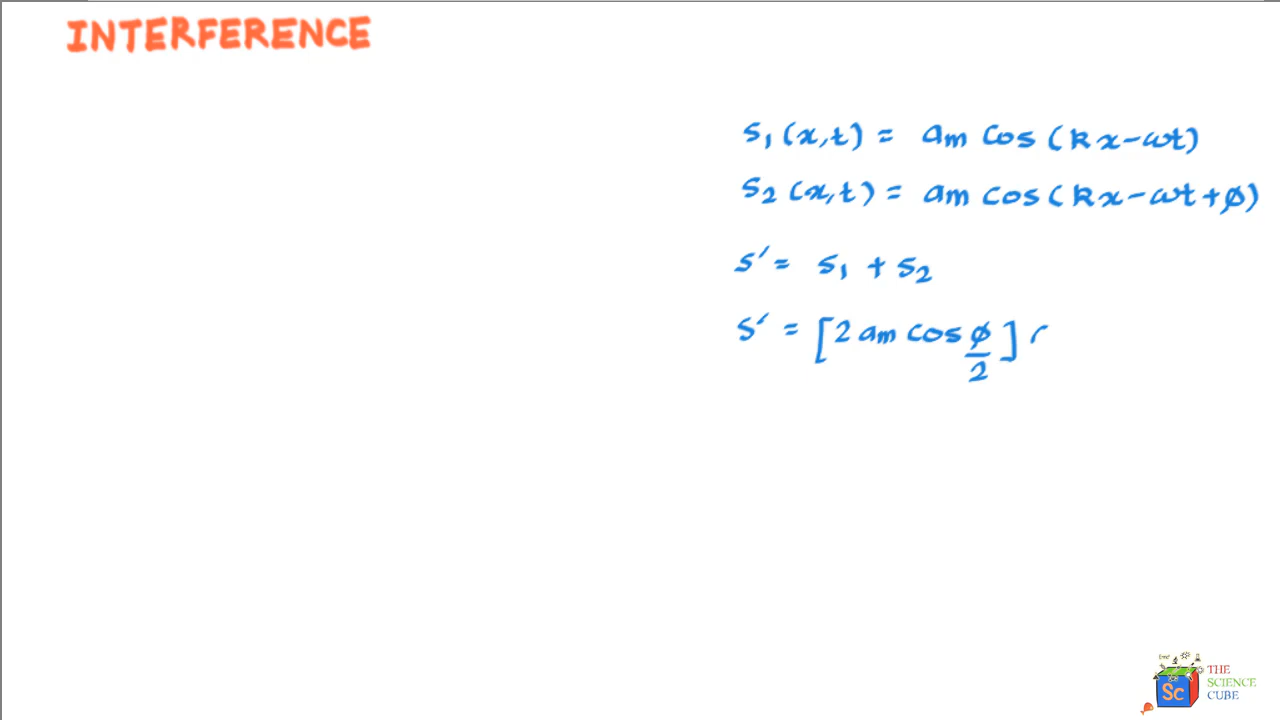 INTERFERENCE
s₁(x,t) = am cos(kx-ωt)
s₂(x,t) = am cos(kx-ωt+ø)
s′ = s₁ + s₂
s′ = [2 am cos ø/2] (
Sc
THE
SCIENCE
CUBE